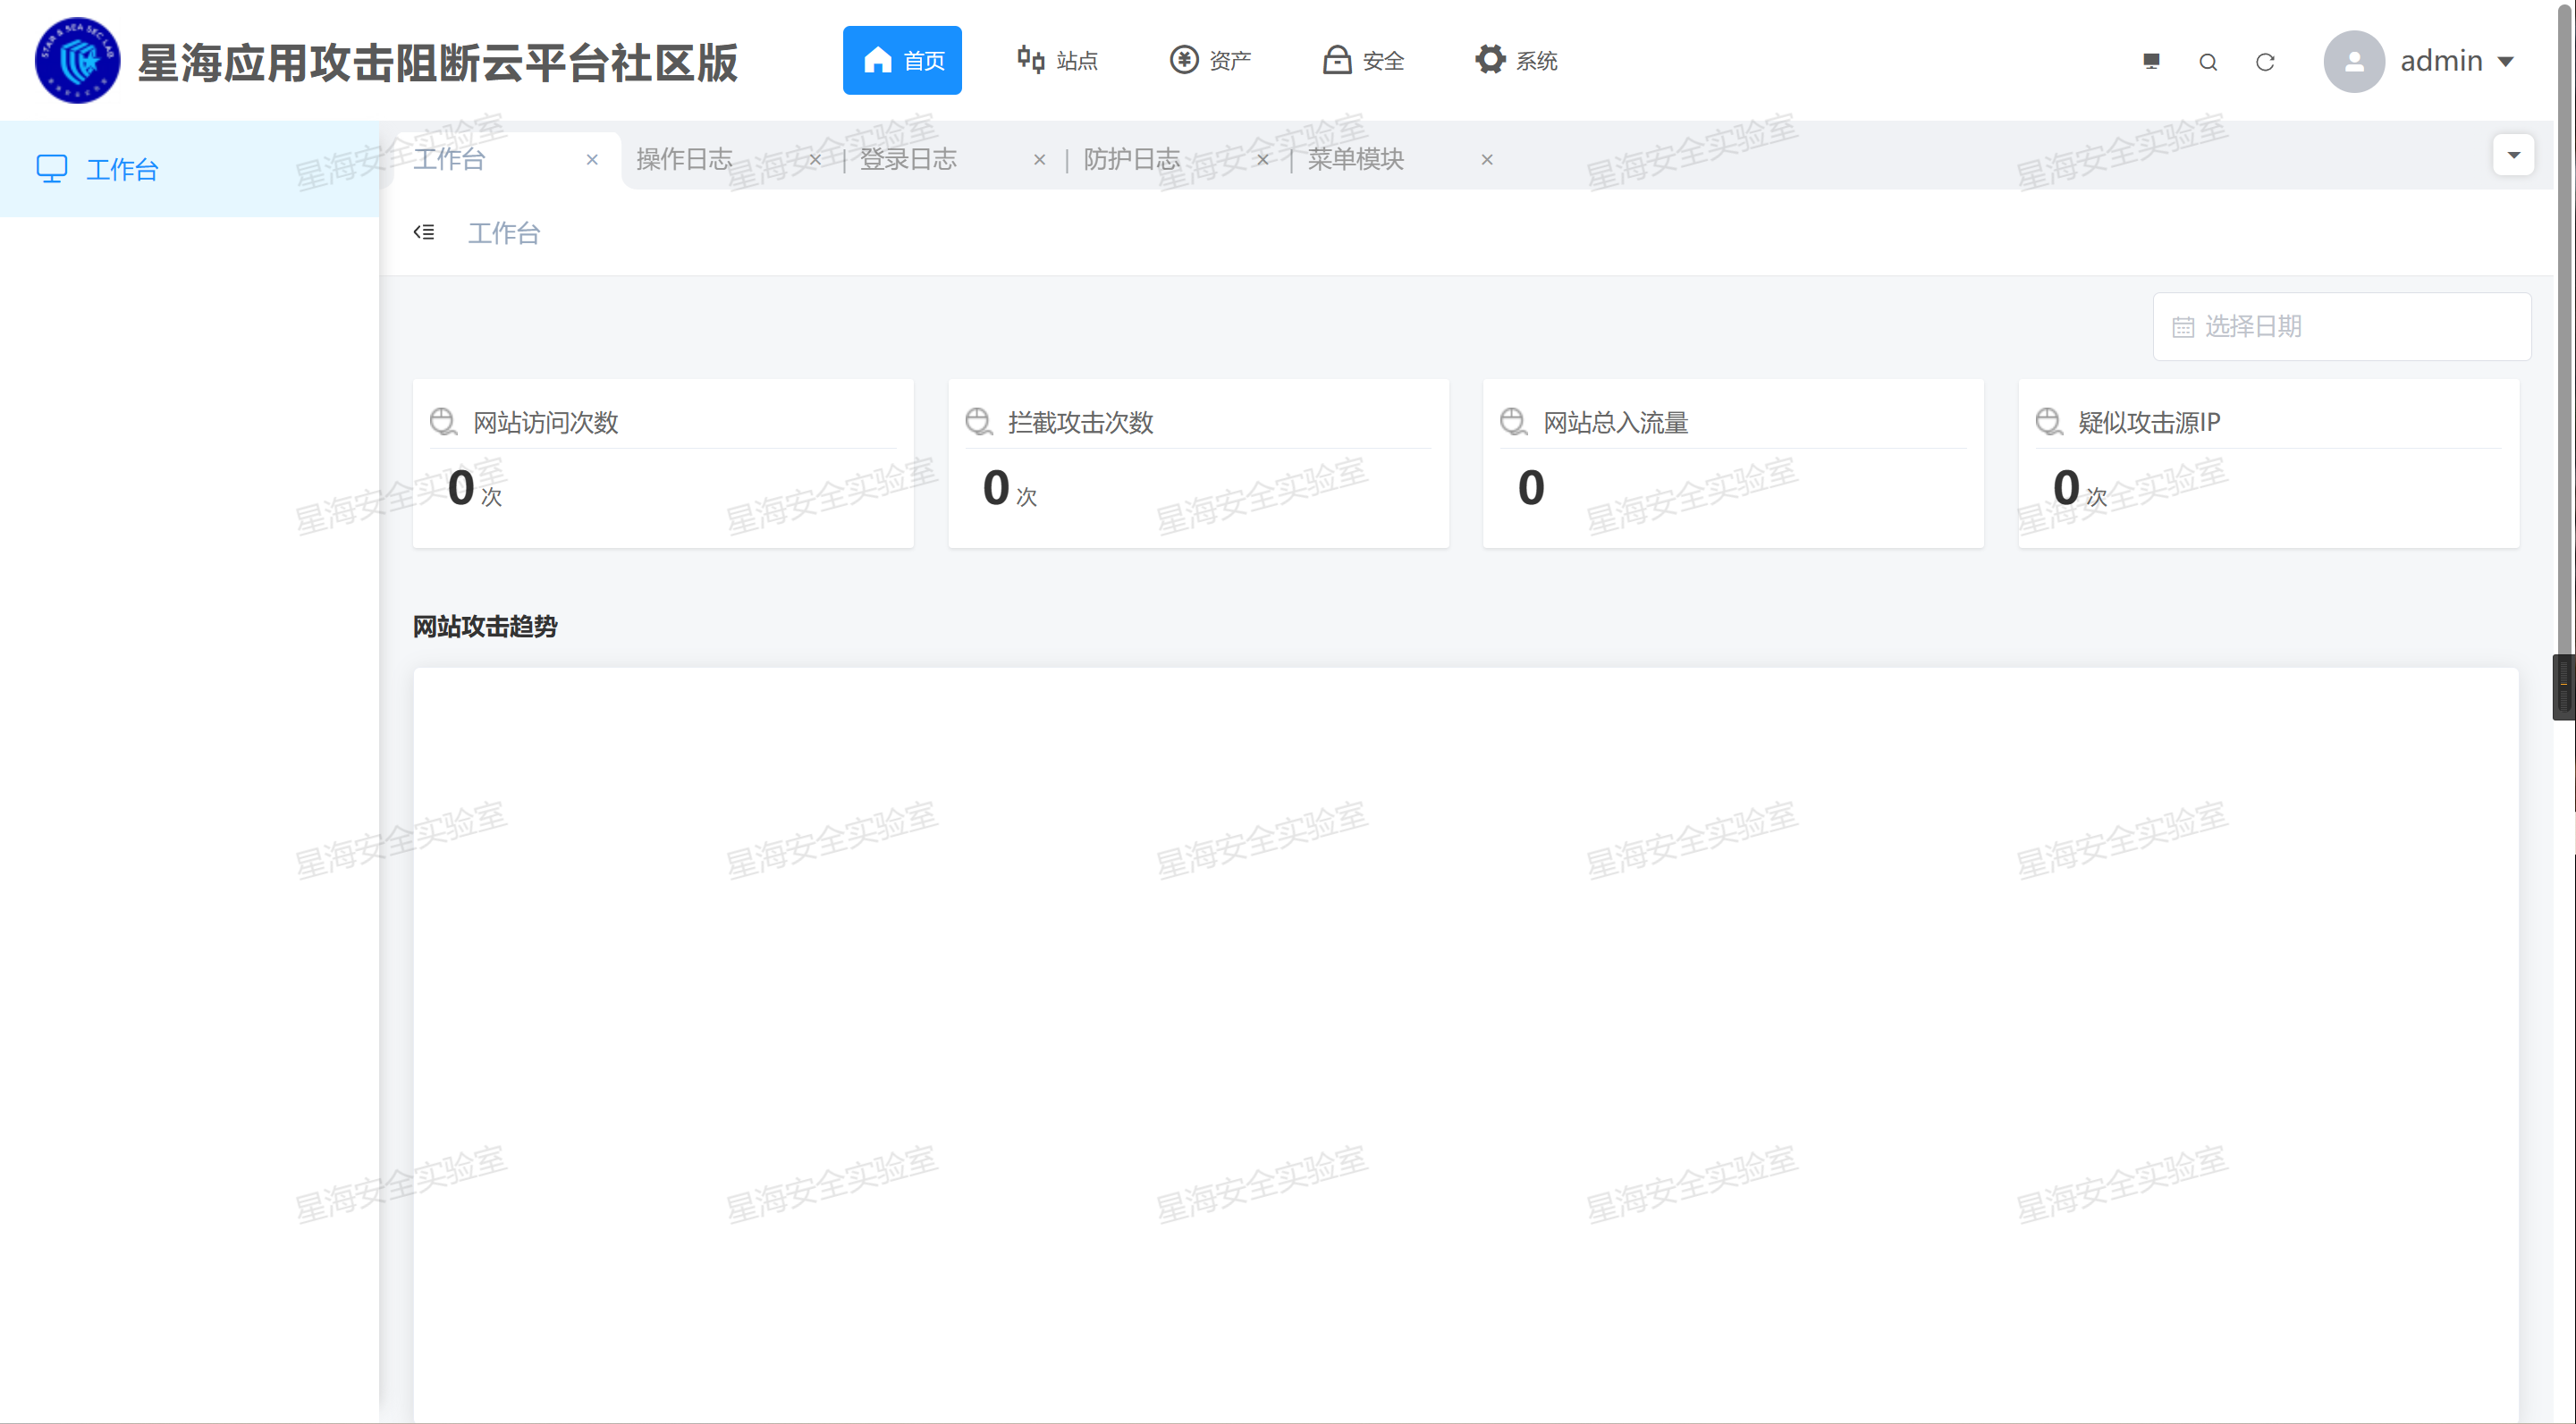 STAR & SEA SEC LAB
星海应用攻击阻断云平台社区版
首页
站点
资产
安全
系统
admin
工作台
工作台 × 操作日志 × | 登录日志 × | 防护日志 × | 菜单模块 ×
工作台
选择日期
网站访问次数
0 次
拦截攻击次数
0 次
网站总入流量
0
疑似攻击源IP
0 次
网站攻击趋势
星海安全实验室 星海安全实验室 星海安全实验室 星海安全实验室 星海安全实验室
星海安全实验室 星海安全实验室 星海安全实验室 星海安全实验室 星海安全实验室
星海安全实验室 星海安全实验室 星海安全实验室 星海安全实验室 星海安全实验室
星海安全实验室 星海安全实验室 星海安全实验室 星海安全实验室 星海安全实验室